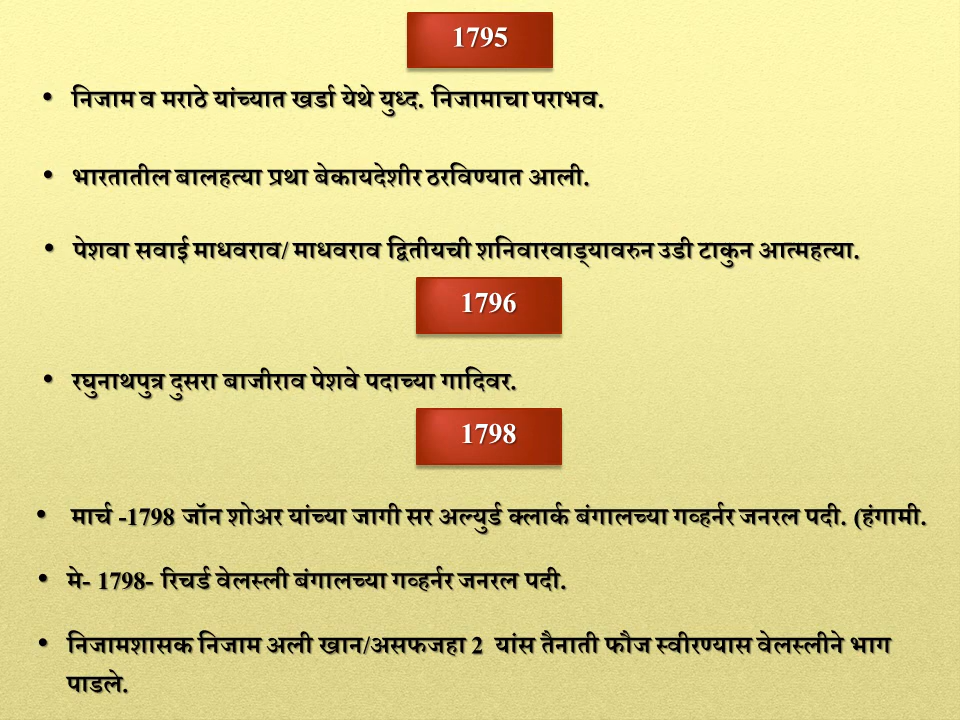 1795
• निजाम व मराठे यांच्यात खर्डा येथे युध्द. निजामाचा पराभव.
• भारतातील बालहत्या प्रथा बेकायदेशीर ठरविण्यात आली.
• पेशवा सवाई माधवराव/ माधवराव द्वितीयची शनिवारवाड्यावरुन उडी टाकुन आत्महत्या.
1796
• रघुनाथपुत्र दुसरा बाजीराव पेशवे पदाच्या गादिवर.
1798
• मार्च -1798 जॉन शोअर यांच्या जागी सर अल्युर्ड क्लार्क बंगालच्या गव्हर्नर जनरल पदी. (हंगामी.
• मे- 1798- रिचर्ड वेलस्ली बंगालच्या गव्हर्नर जनरल पदी.
• निजामशासक निजाम अली खान/असफजहा 2 यांस तैनाती फौज स्वीरण्यास वेलस्लीने भाग
पाडले.